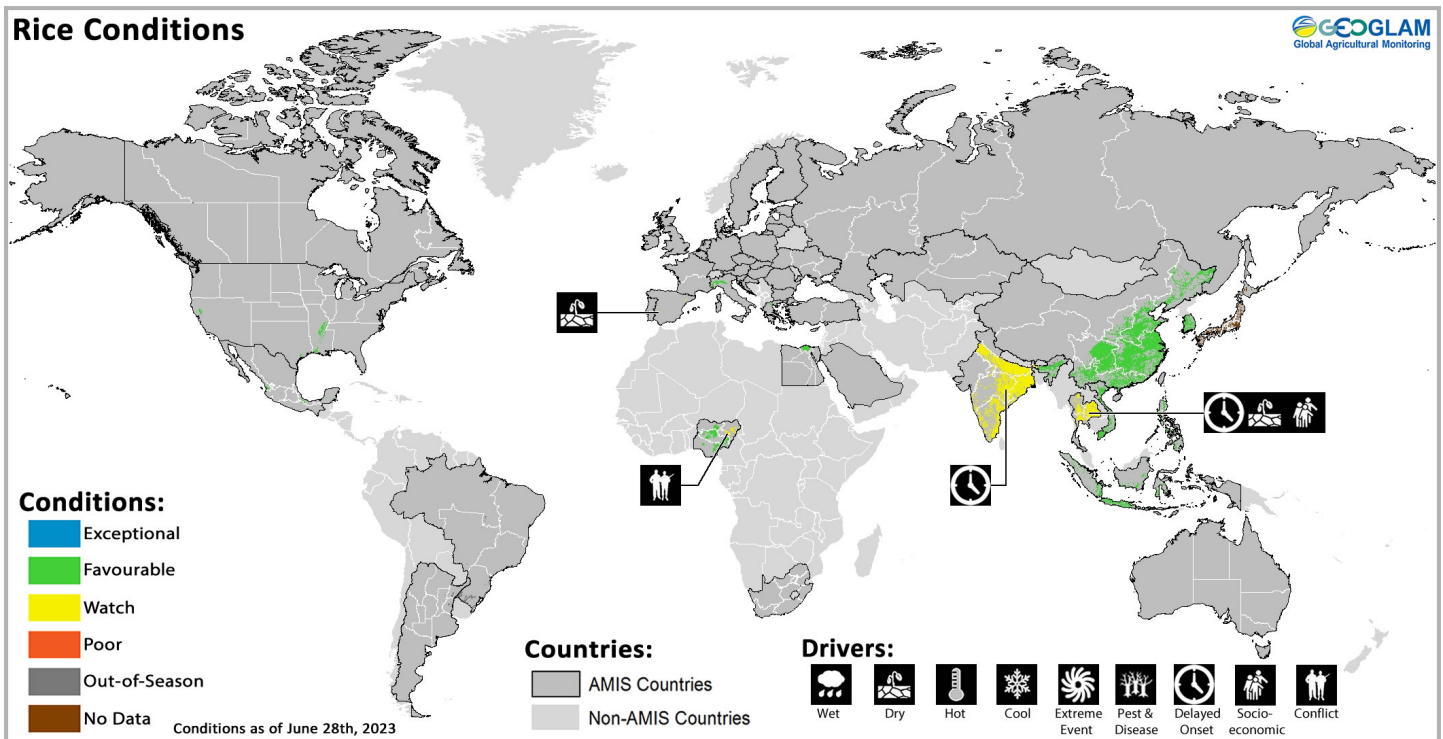 Rice Conditions
GEOGLAM
Global Agricultural Monitoring
Conditions:
Exceptional
Favourable
Watch
Poor
Out-of-Season
No Data
Conditions as of June 28th, 2023
Countries:
AMIS Countries
Non-AMIS Countries
Drivers:
Wet
Dry
Hot
Cool
Extreme
Event
Pest &
Disease
Delayed
Onset
Socio-
economic
Conflict